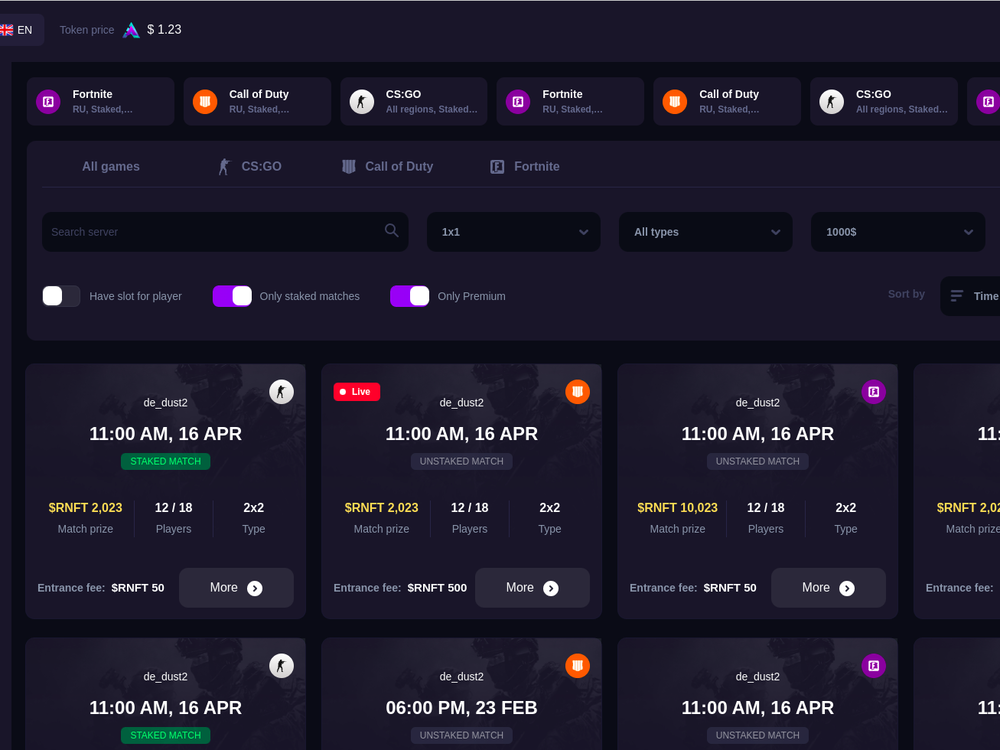 EN Token price $ 1.23
Fortnite
RU, Staked,...
Call of Duty
RU, Staked,...
CS:GO
All regions, Staked...
Fortnite
RU, Staked,...
Call of Duty
RU, Staked,...
CS:GO
All regions, Staked...
All games CS:GO Call of Duty Fortnite
Search server 1x1 All types 1000$
Have slot for player Only staked matches Only Premium Sort by Time
de_dust2
11:00 AM, 16 APR
STAKED MATCH
$RNFT 2,023 12 / 18 2x2
Match prize Players Type
Entrance fee: $RNFT 50 More
Live
de_dust2
11:00 AM, 16 APR
UNSTAKED MATCH
$RNFT 2,023 12 / 18 2x2
Match prize Players Type
Entrance fee: $RNFT 500 More
de_dust2
11:00 AM, 16 APR
UNSTAKED MATCH
$RNFT 10,023 12 / 18 2x2
Match prize Players Type
Entrance fee: $RNFT 50 More
11:
$RNFT 2,02
Match prize
Entrance fee:
de_dust2
11:00 AM, 16 APR
STAKED MATCH
de_dust2
06:00 PM, 23 FEB
UNSTAKED MATCH
de_dust2
11:00 AM, 16 APR
UNSTAKED MATCH
11: